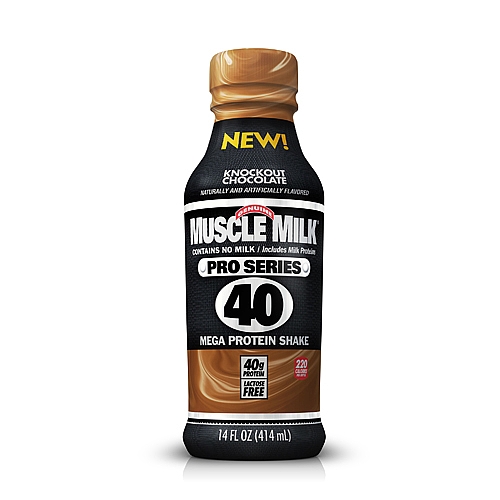 NEW!
KNOCKOUT
CHOCOLATE
NATURALLY AND ARTIFICIALLY FLAVORED
GENUINE
MUSCLE MILK
CONTAINS NO MILK / Includes Milk Proteins
PRO SERIES
40
MEGA PROTEIN SHAKE
40g
PROTEIN
LACTOSE
FREE
220
CALORIES
14 FL OZ (414 mL)